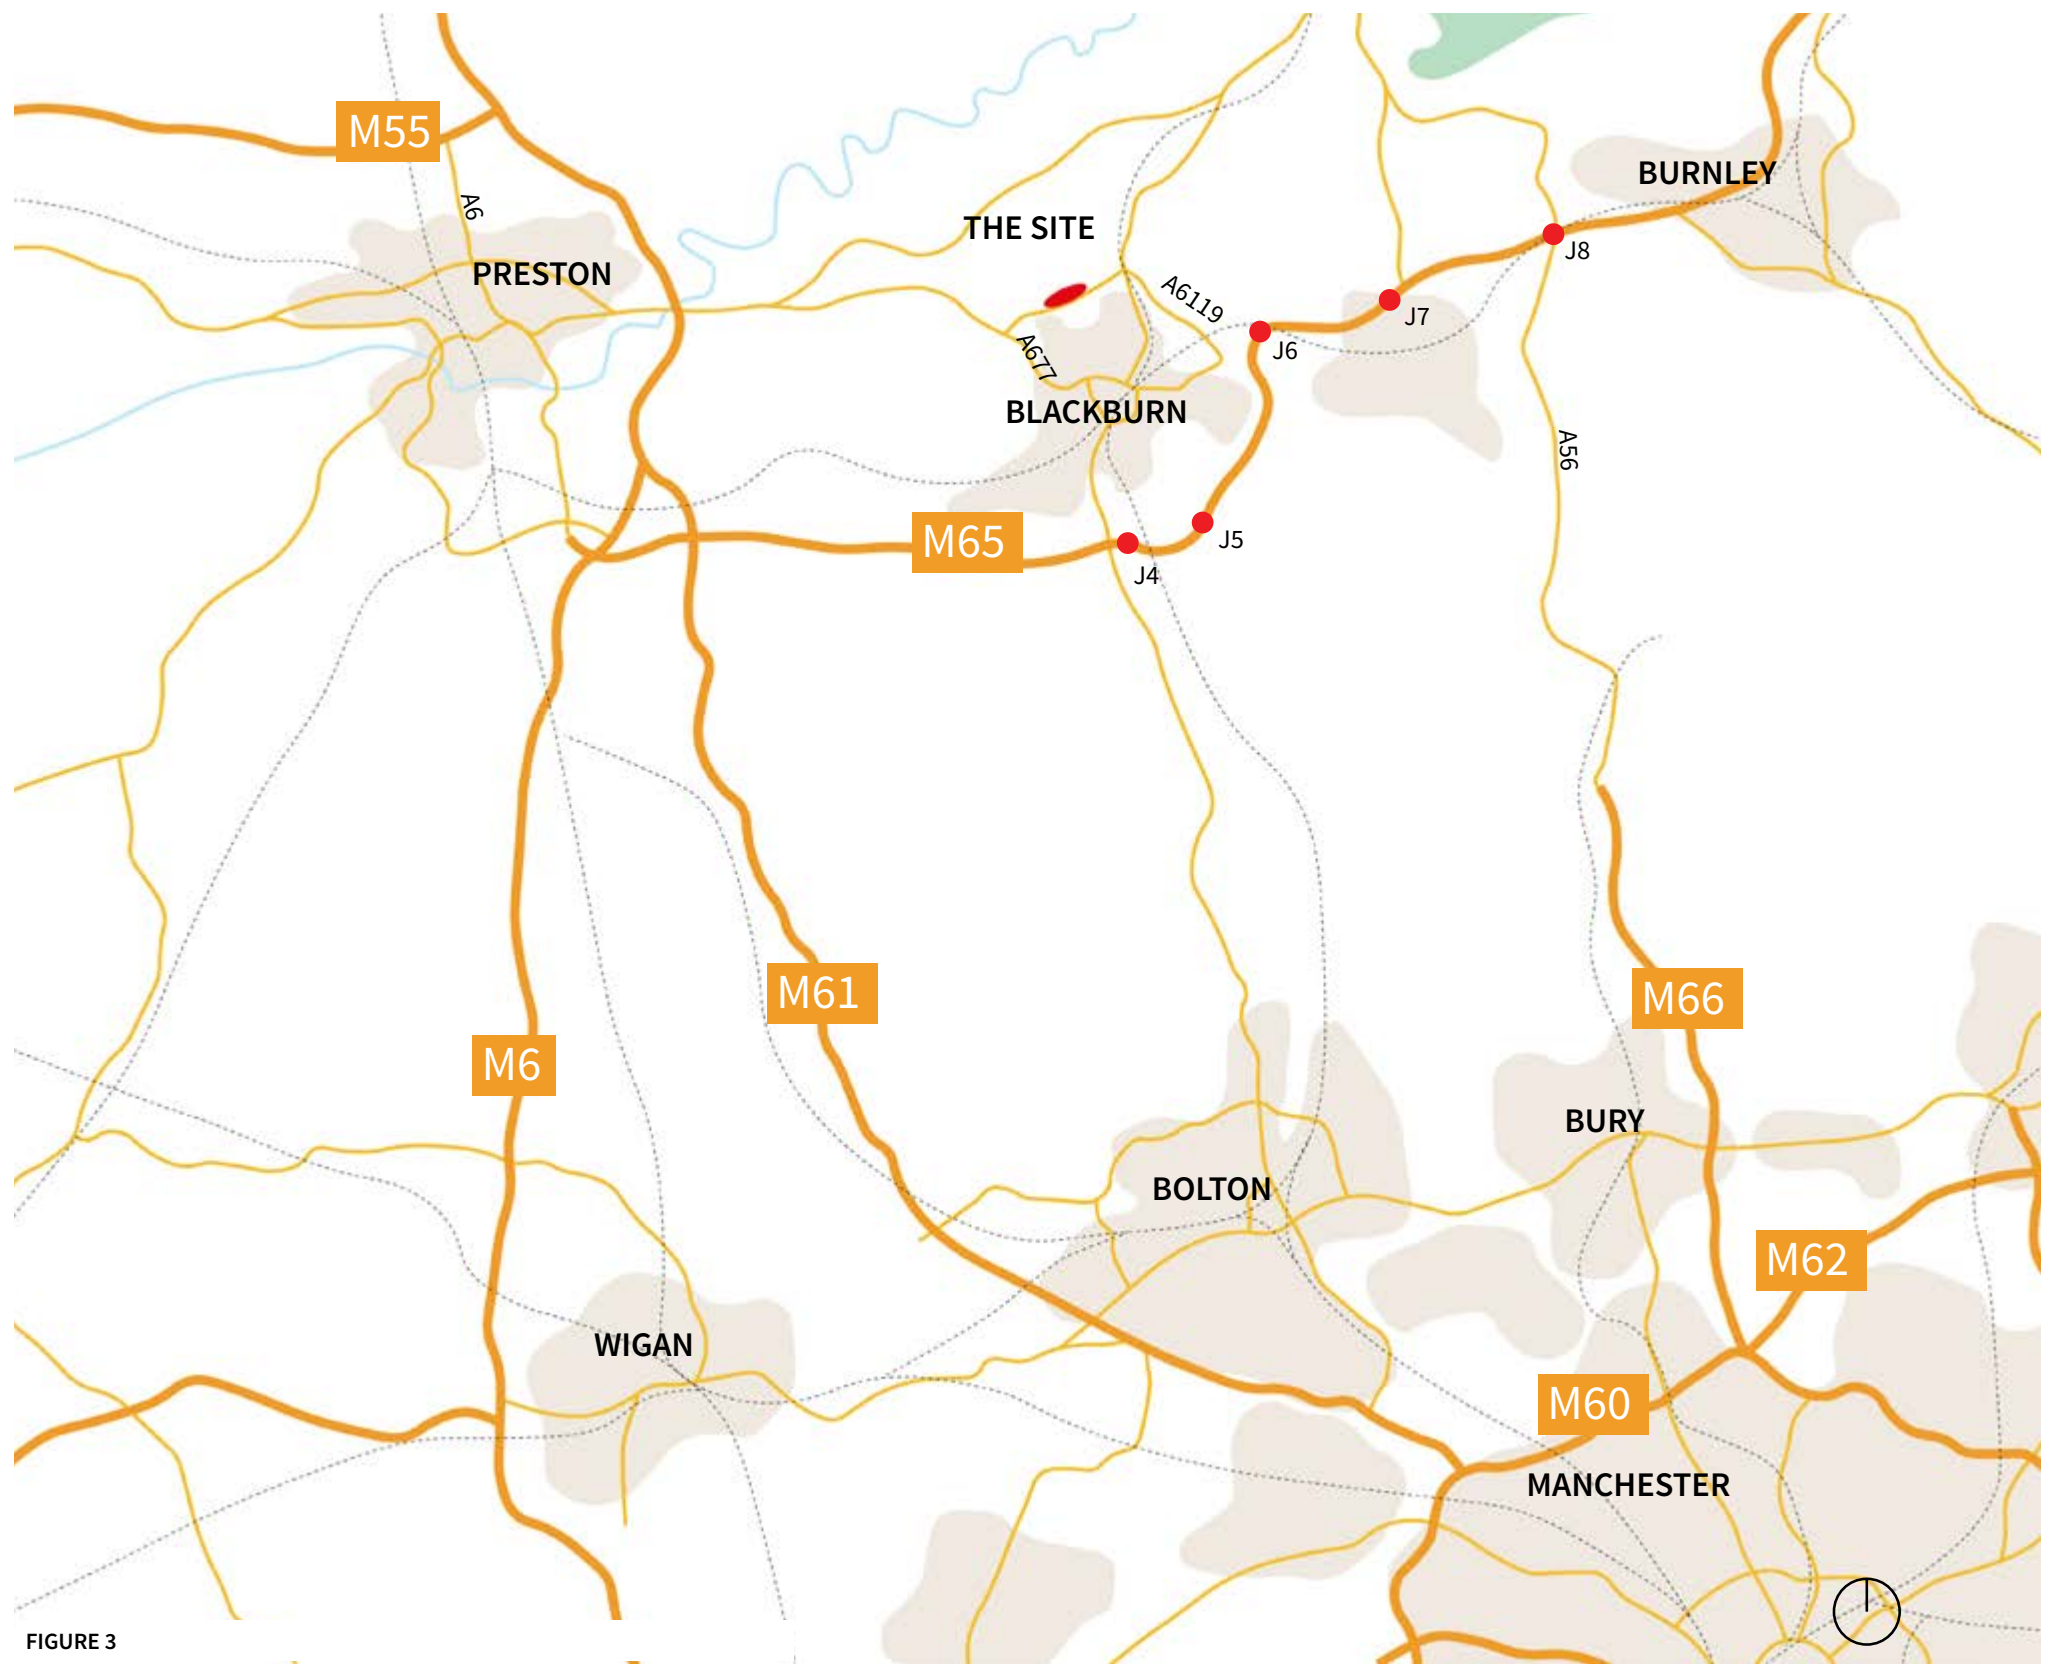 M55
BURNLEY
A6
THE SITE
J8
PRESTON
A6119
J7
J6
A677
BLACKBURN
A56
M65
J5
J4
M61
M66
M6
BURY
BOLTON
M62
WIGAN
M60
MANCHESTER
FIGURE 3